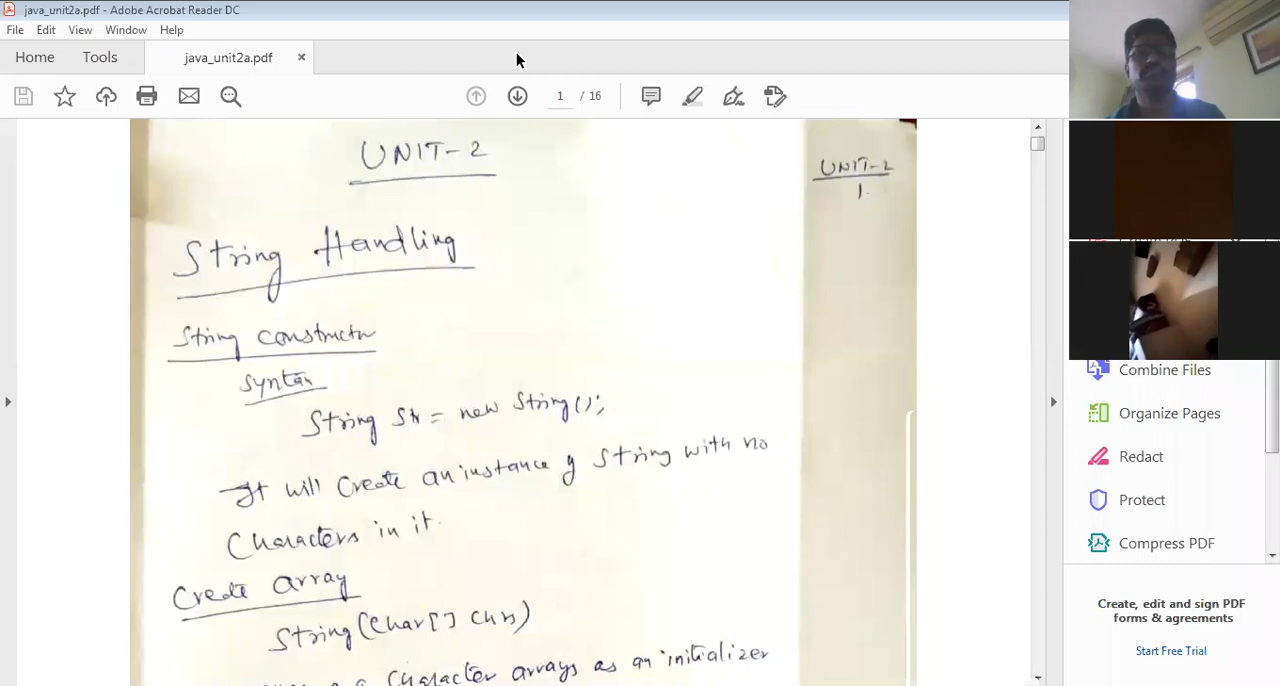 java_unit2a.pdf - Adobe Acrobat Reader DC
File Edit View Window Help
Home Tools java_unit2a.pdf ×
1 / 16
UNIT-2
UNIT-2
1.
String Handling
String constructr
Syntax
String Str = new String();
It will Create an instance of String with no
Characters in it.
Create array
String(Char[] Chrs)
a Character arrays as an initializer
Combine Files
Organize Pages
Redact
Protect
Compress PDF
Create, edit and sign PDF
forms & agreements
Start Free Trial